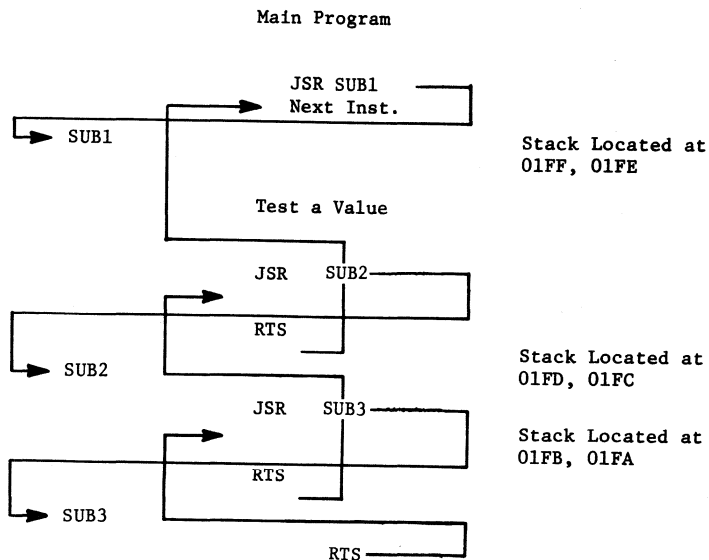 Main Program
JSR SUB1
Next Inst.
SUB1
Stack Located at
01FF, 01FE
Test a Value
JSR SUB2
RTS
SUB2
Stack Located at
01FD, 01FC
JSR SUB3
Stack Located at
01FB, 01FA
RTS
SUB3
RTS